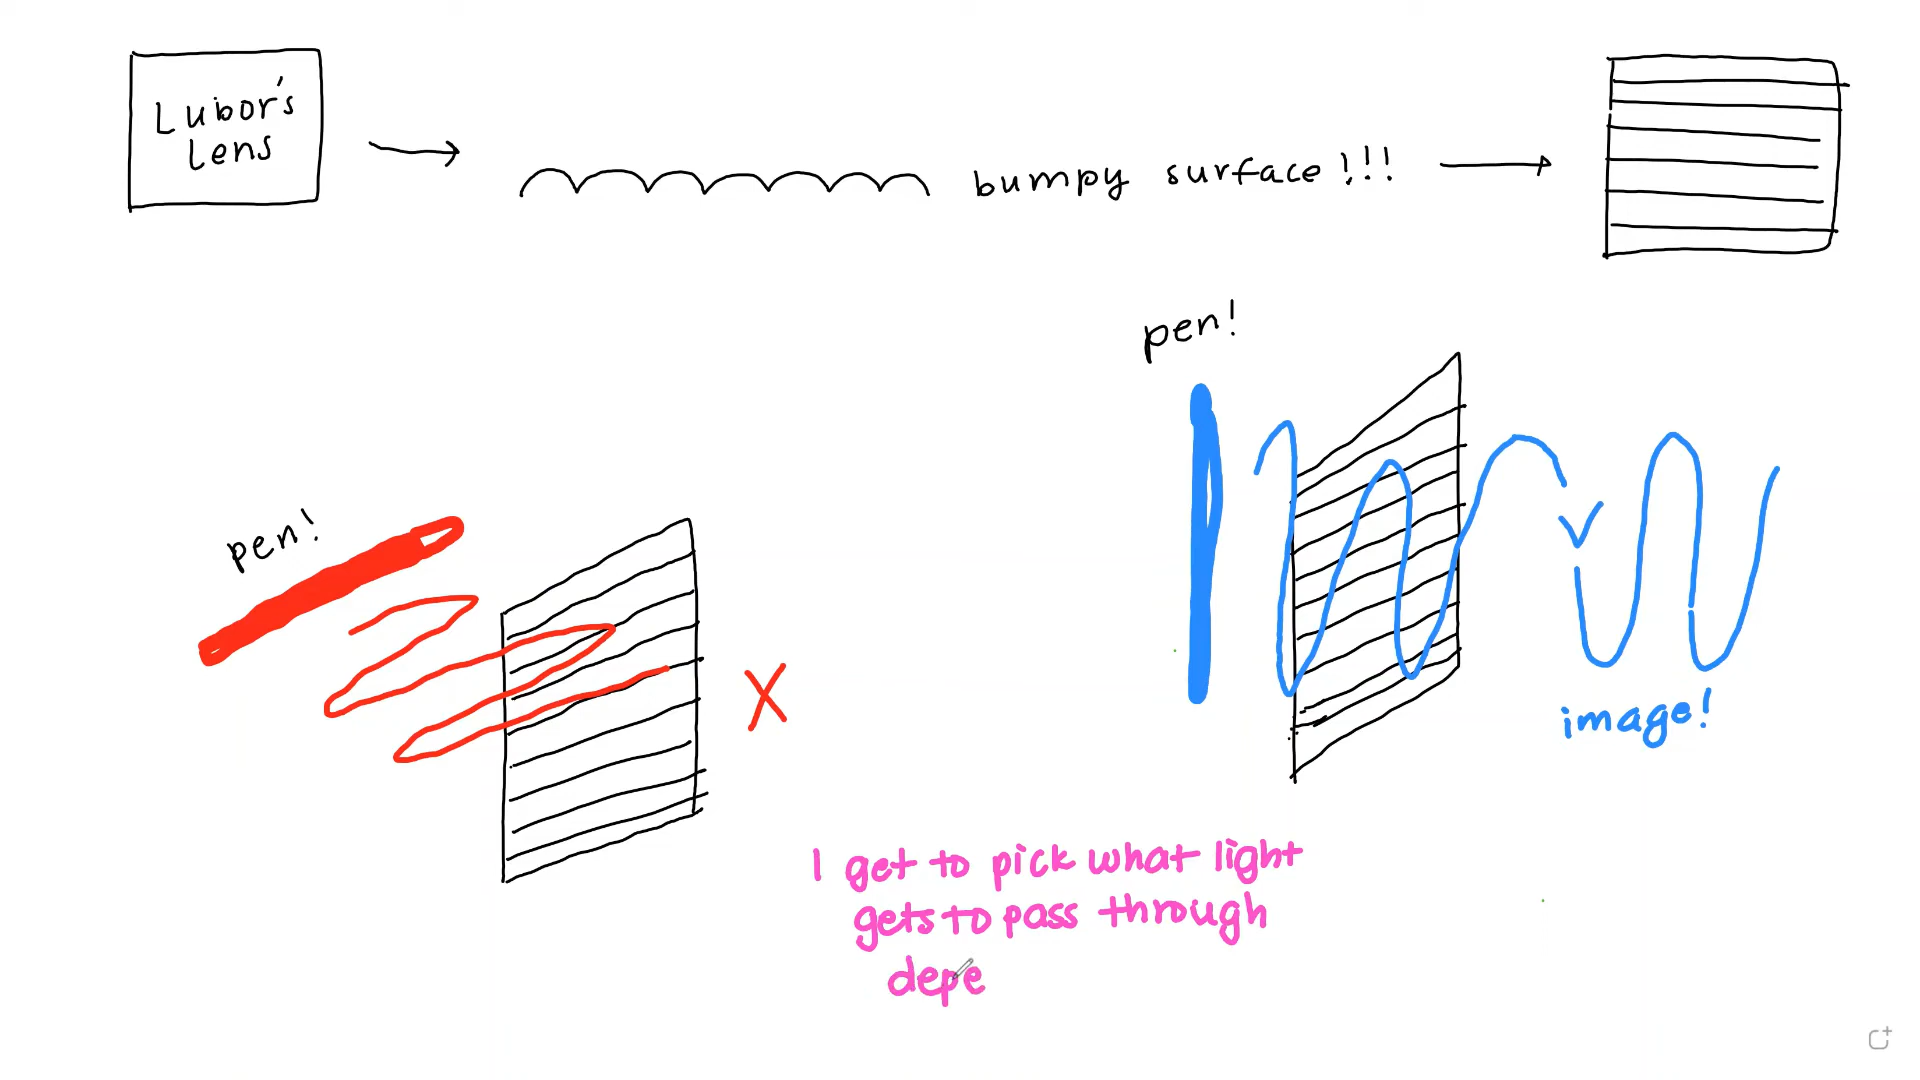 Lubor's
Lens
bumpy surface!!!
pen!
pen!
image!
X
I get to pick what light
gets to pass through
depe